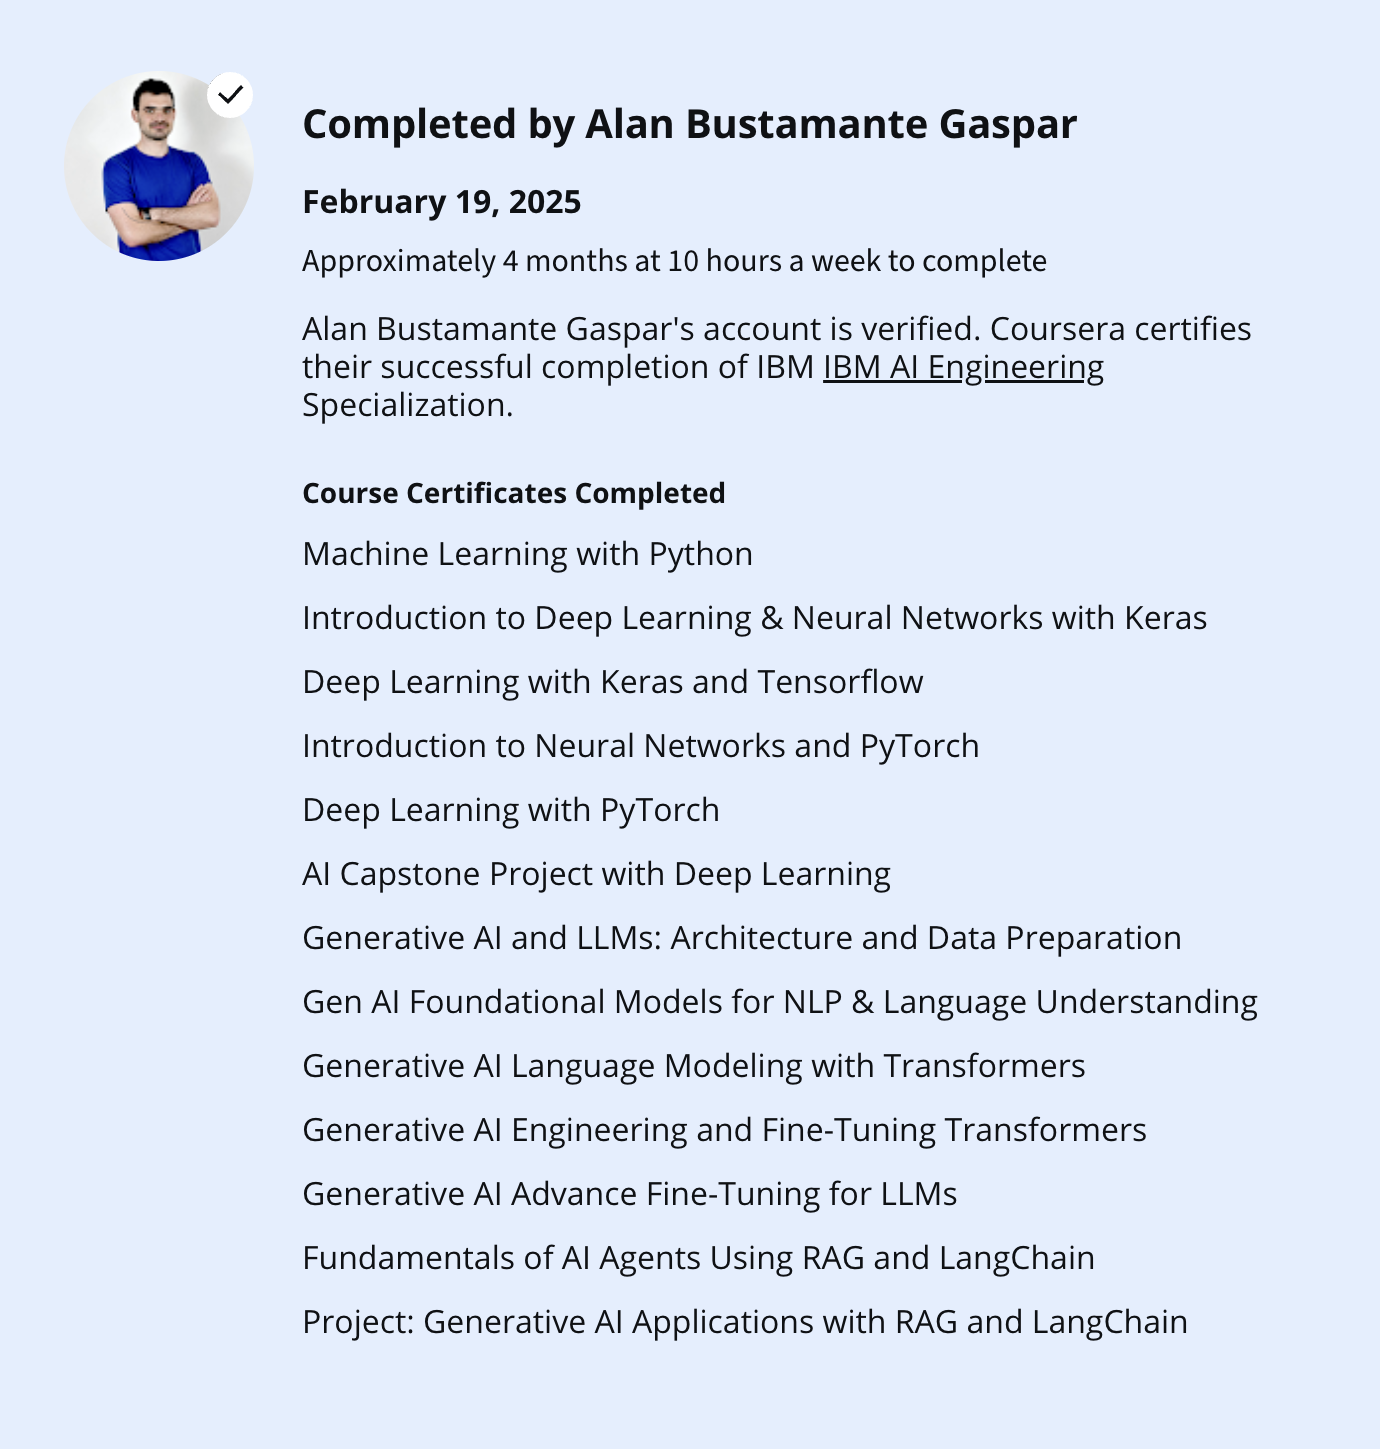 Completed by Alan Bustamante Gaspar
February 19, 2025
Approximately 4 months at 10 hours a week to complete
Alan Bustamante Gaspar's account is verified. Coursera certifies
their successful completion of IBM IBM AI Engineering
Specialization.
Course Certificates Completed
Machine Learning with Python
Introduction to Deep Learning & Neural Networks with Keras
Deep Learning with Keras and Tensorflow
Introduction to Neural Networks and PyTorch
Deep Learning with PyTorch
AI Capstone Project with Deep Learning
Generative AI and LLMs: Architecture and Data Preparation
Gen AI Foundational Models for NLP & Language Understanding
Generative AI Language Modeling with Transformers
Generative AI Engineering and Fine-Tuning Transformers
Generative AI Advance Fine-Tuning for LLMs
Fundamentals of AI Agents Using RAG and LangChain
Project: Generative AI Applications with RAG and LangChain